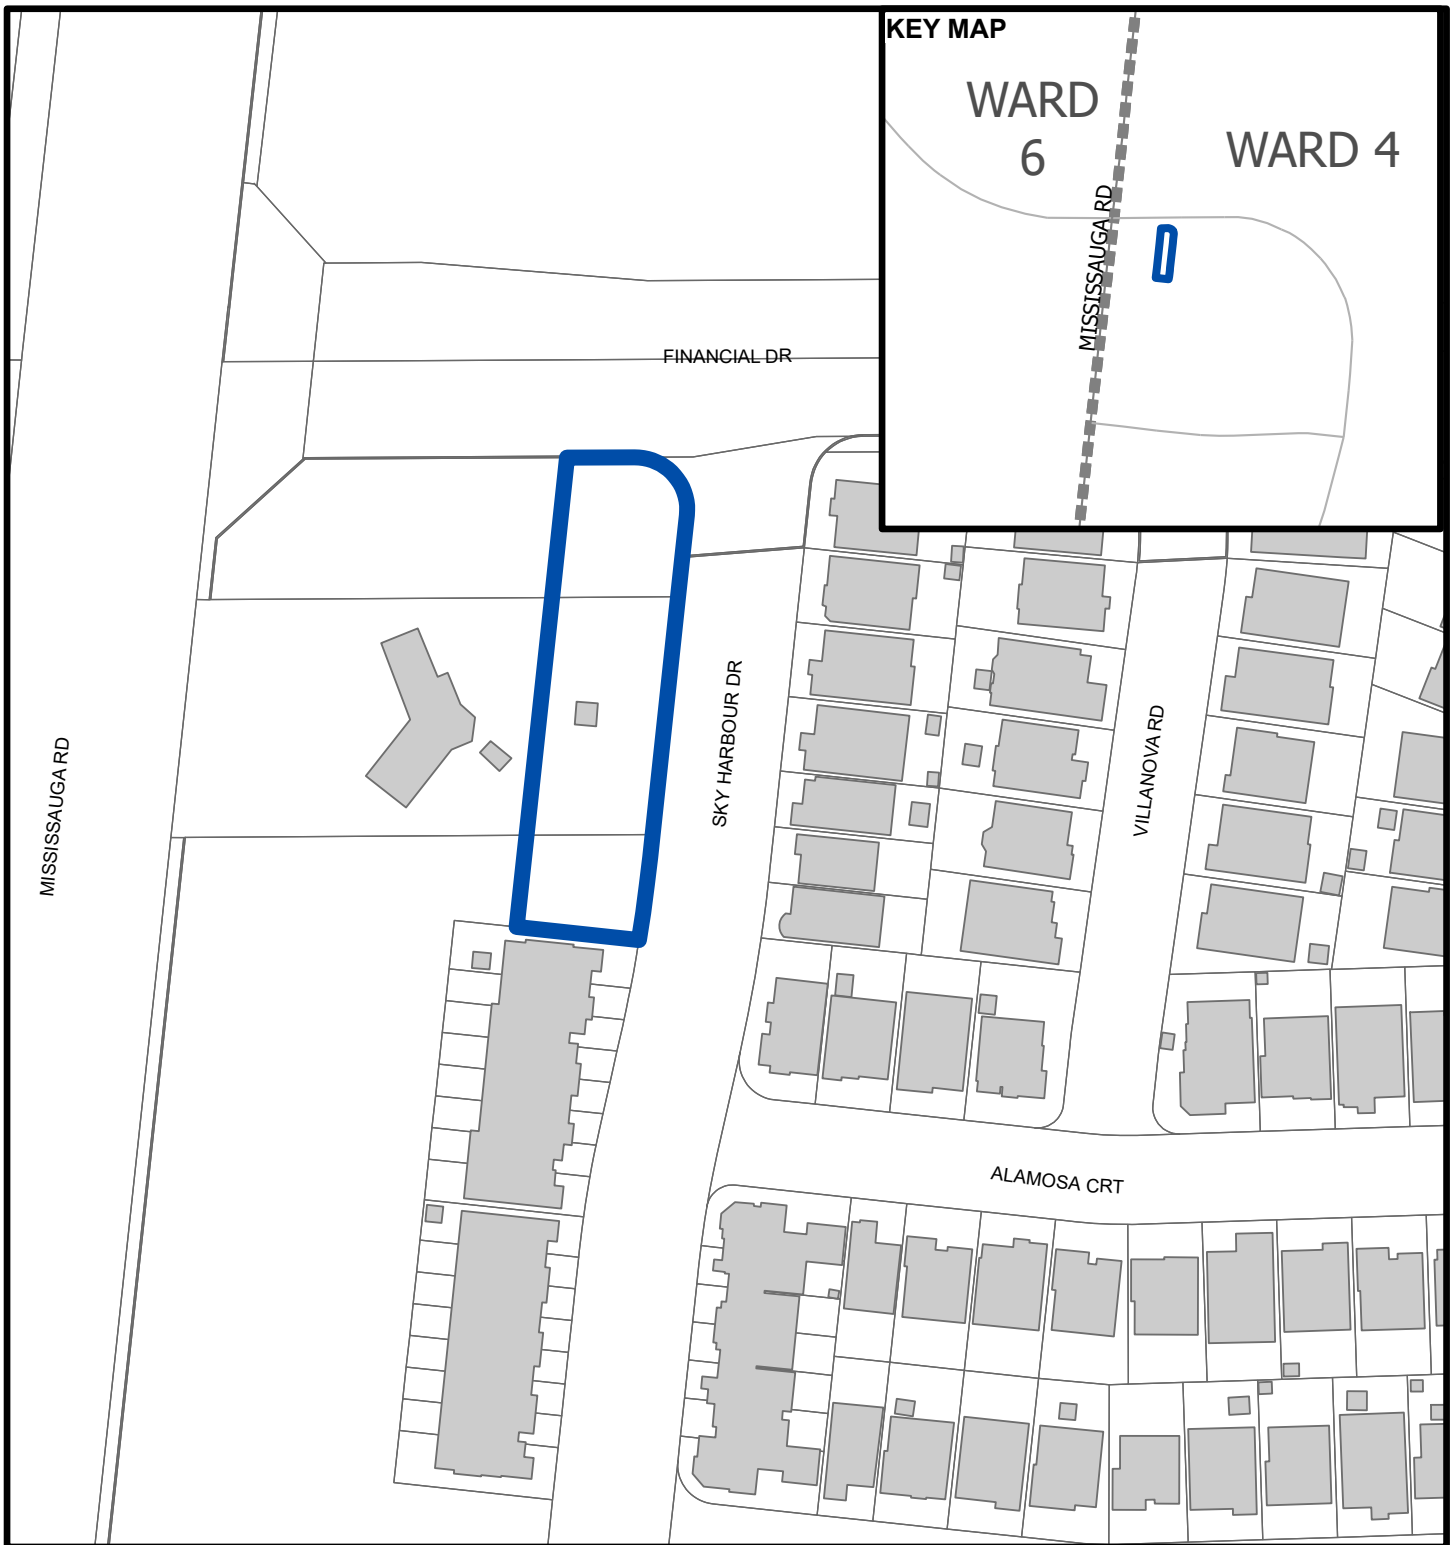 KEY MAP
WARD
6
WARD 4
MISSISSAUGA RD
FINANCIAL DR
SKY HARBOUR DR
VILLANOVA RD
MISSISSAUGA RD
ALAMOSA CRT